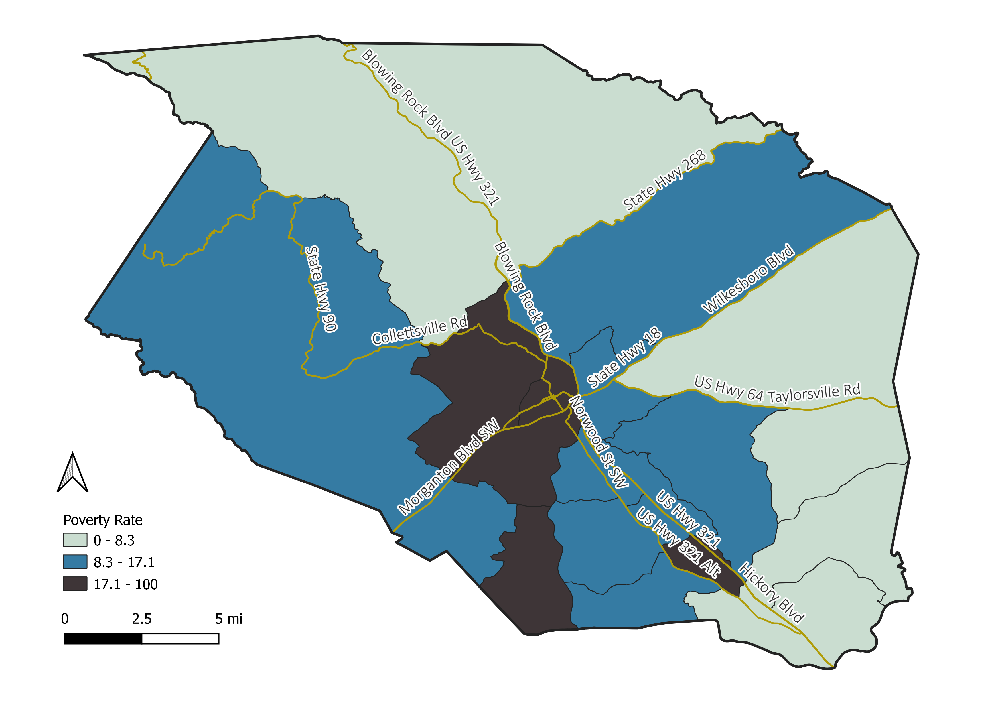 Blowing Rock Blvd US Hwy 321
State Hwy 268
Blowing Rock Blvd
State Hwy 90
Wilkesboro Blvd
Collettsville Rd
State Hwy 18
US Hwy 64 Taylorsville Rd
Norwood St SW
Morganton Blvd SW
US Hwy 321
US Hwy 321 Alt
Hickory Blvd
Poverty Rate
0 - 8.3
8.3 - 17.1
17.1 - 100
0 2.5 5 mi